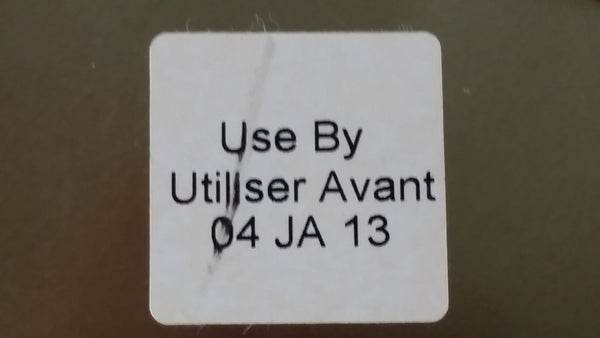 Use By
Utiliser Avant
04 JA 13